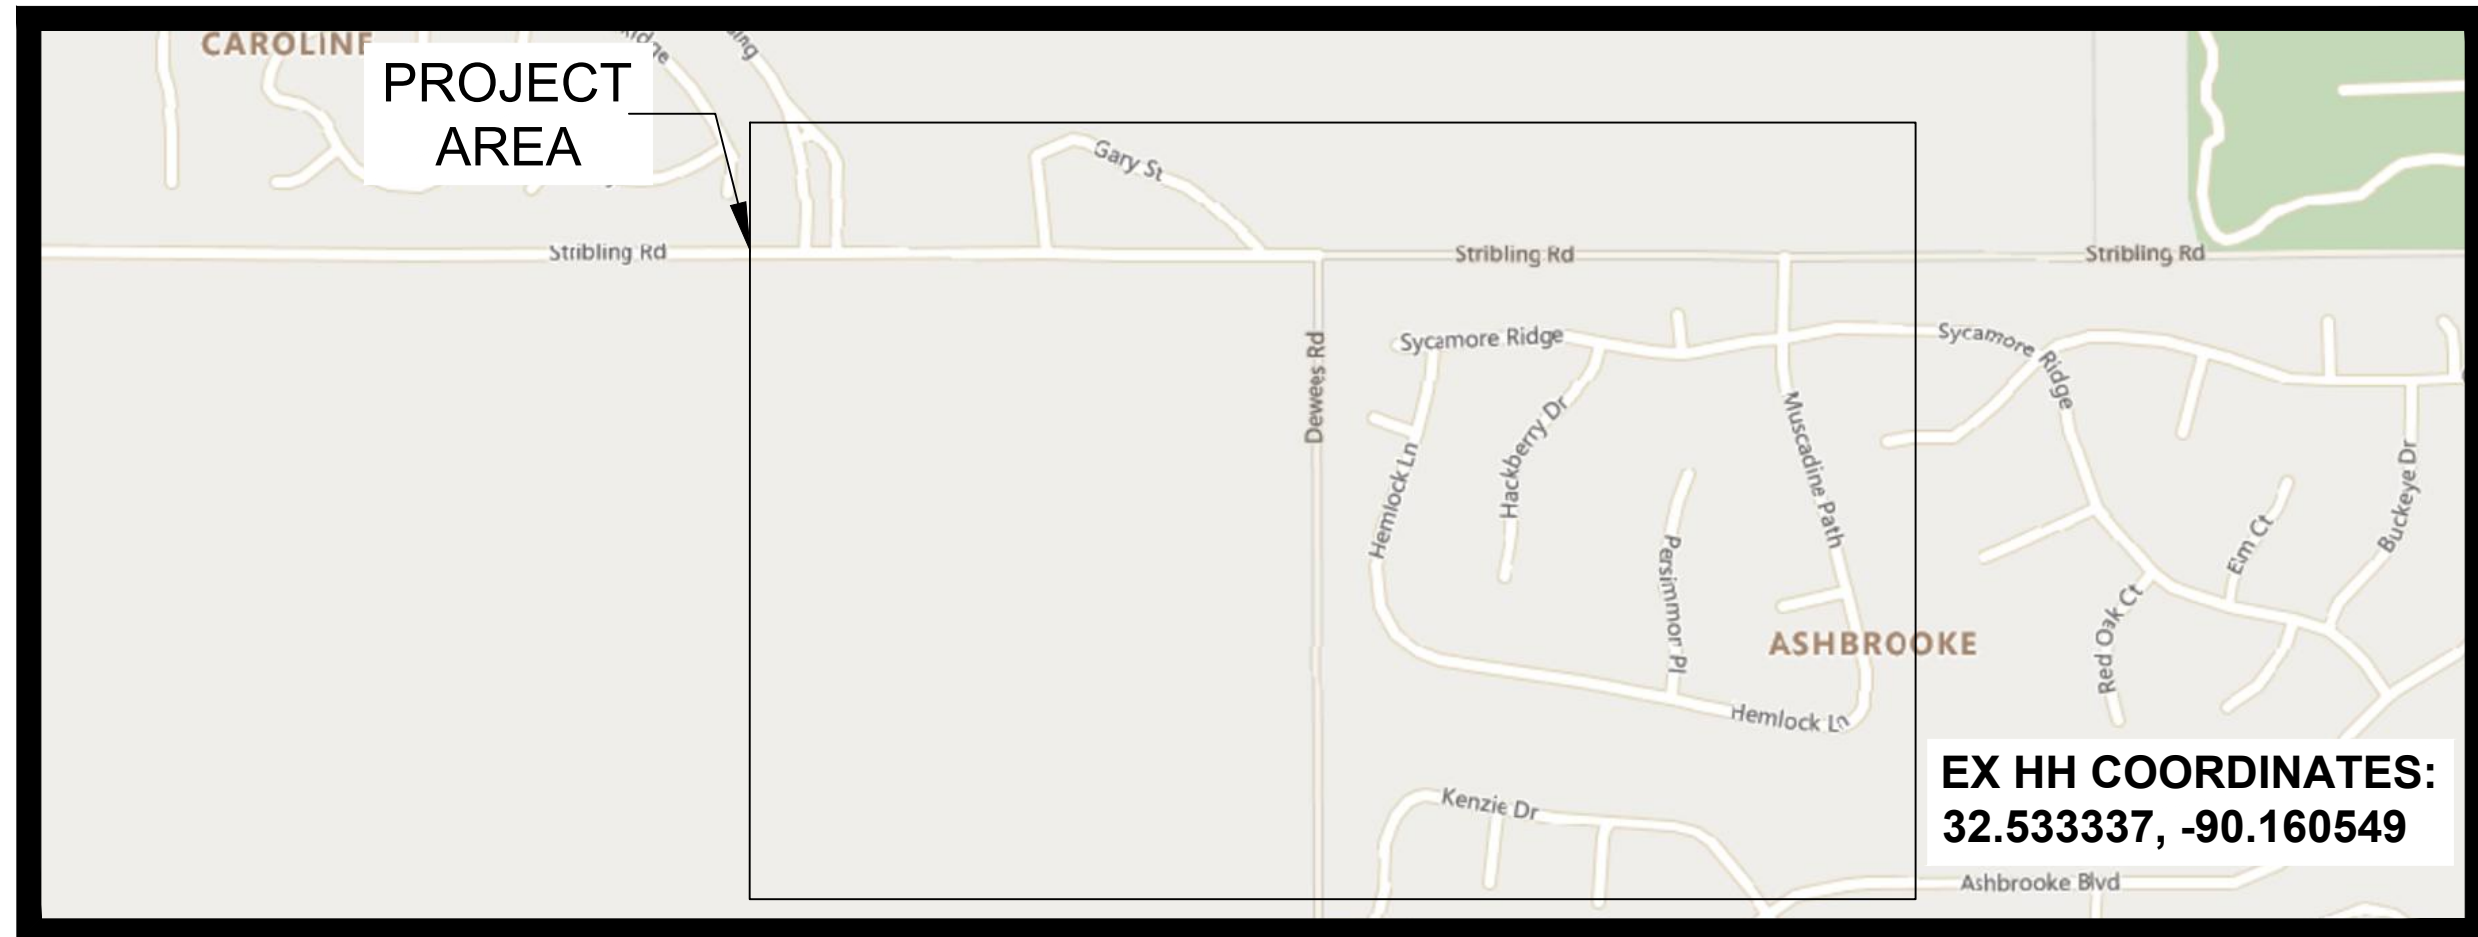 CAROLINE
PROJECT
AREA
Gary St
Stribling Rd
Stribling Rd
Stribling Rd
Sycamore Ridge
Sycamore Ridge
Dewees Rd
Hackberry Dr
Muscadine Path
Hemlock Ln
Persimmon Pl
Buckeye Dr
Elm Ct
Red Oak Ct
ASHBROOKE
Hemlock Ln
Kenzie Dr
EX HH COORDINATES:
32.533337, -90.160549
Ashbrooke Blvd